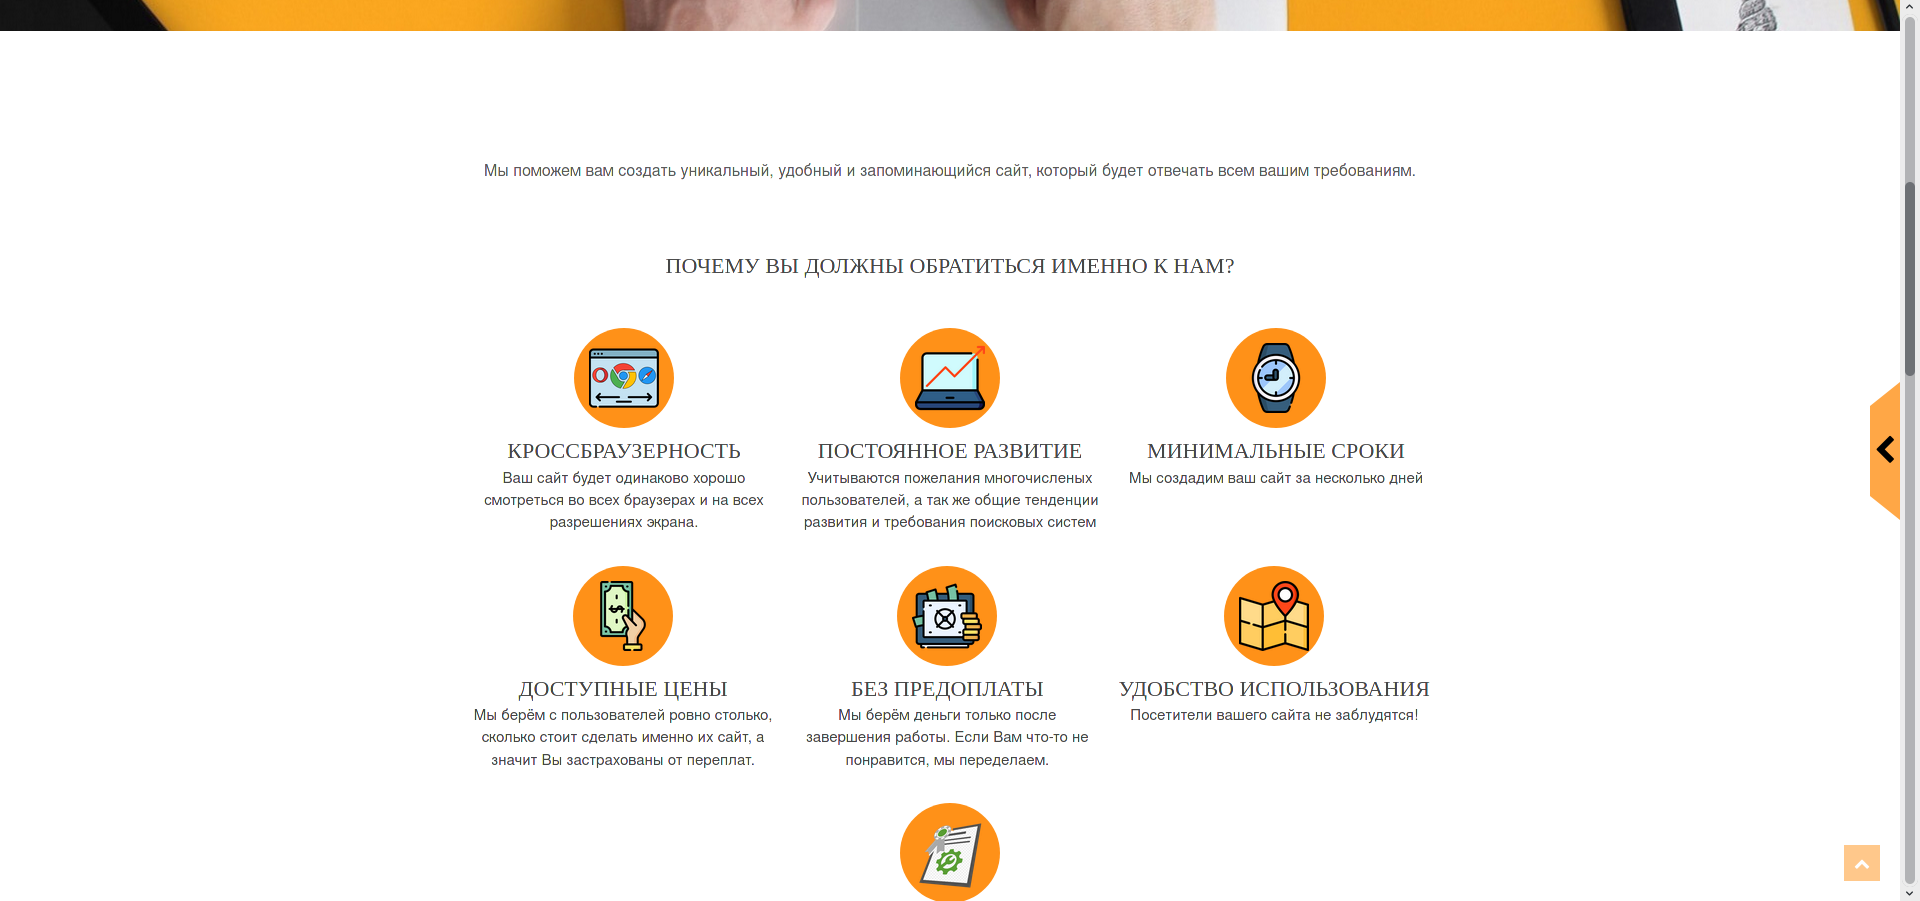 Мы поможем вам создать уникальный, удобный и запоминающийся сайт, который будет отвечать всем вашим требованиям.
ПОЧЕМУ ВЫ ДОЛЖНЫ ОБРАТИТЬСЯ ИМЕННО К НАМ?
КРОССБРАУЗЕРНОСТЬ
Ваш сайт будет одинаково хорошо
смотреться во всех браузерах и на всех
разрешениях экрана.
ПОСТОЯННОЕ РАЗВИТИЕ
Учитываются пожелания многочисленых
пользователей, а так же общие тенденции
развития и требования поисковых систем
МИНИМАЛЬНЫЕ СРОКИ
Мы создадим ваш сайт за несколько дней
ДОСТУПНЫЕ ЦЕНЫ
Мы берём с пользователей ровно столько,
сколько стоит сделать именно их сайт, а
значит Вы застрахованы от переплат.
БЕЗ ПРЕДОПЛАТЫ
Мы берём деньги только после
завершения работы. Если Вам что-то не
понравится, мы переделаем.
УДОБСТВО ИСПОЛЬЗОВАНИЯ
Посетители вашего сайта не заблудятся!